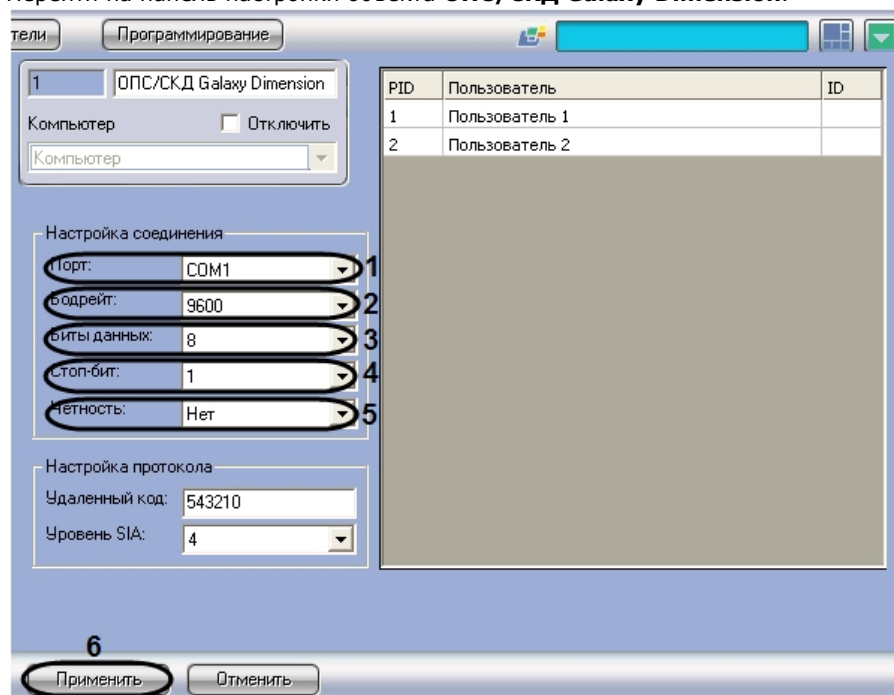 Перейти на панель настройки объекта ОПС/СКД Galaxy Dimension.
тели Программирование
1 ОПС/СКД Galaxy Dimension
Компьютер Отключить
Компьютер
PID Пользователь ID
1 Пользователь 1
2 Пользователь 2
Настройка соединения
Порт: COM1 1
Бодрейт: 9600 2
Биты данных: 8 3
Стоп-бит: 1 4
Четность: Нет 5
Настройка протокола
Удаленный код: 543210
Уровень SIA: 4
6
Применить Отменить